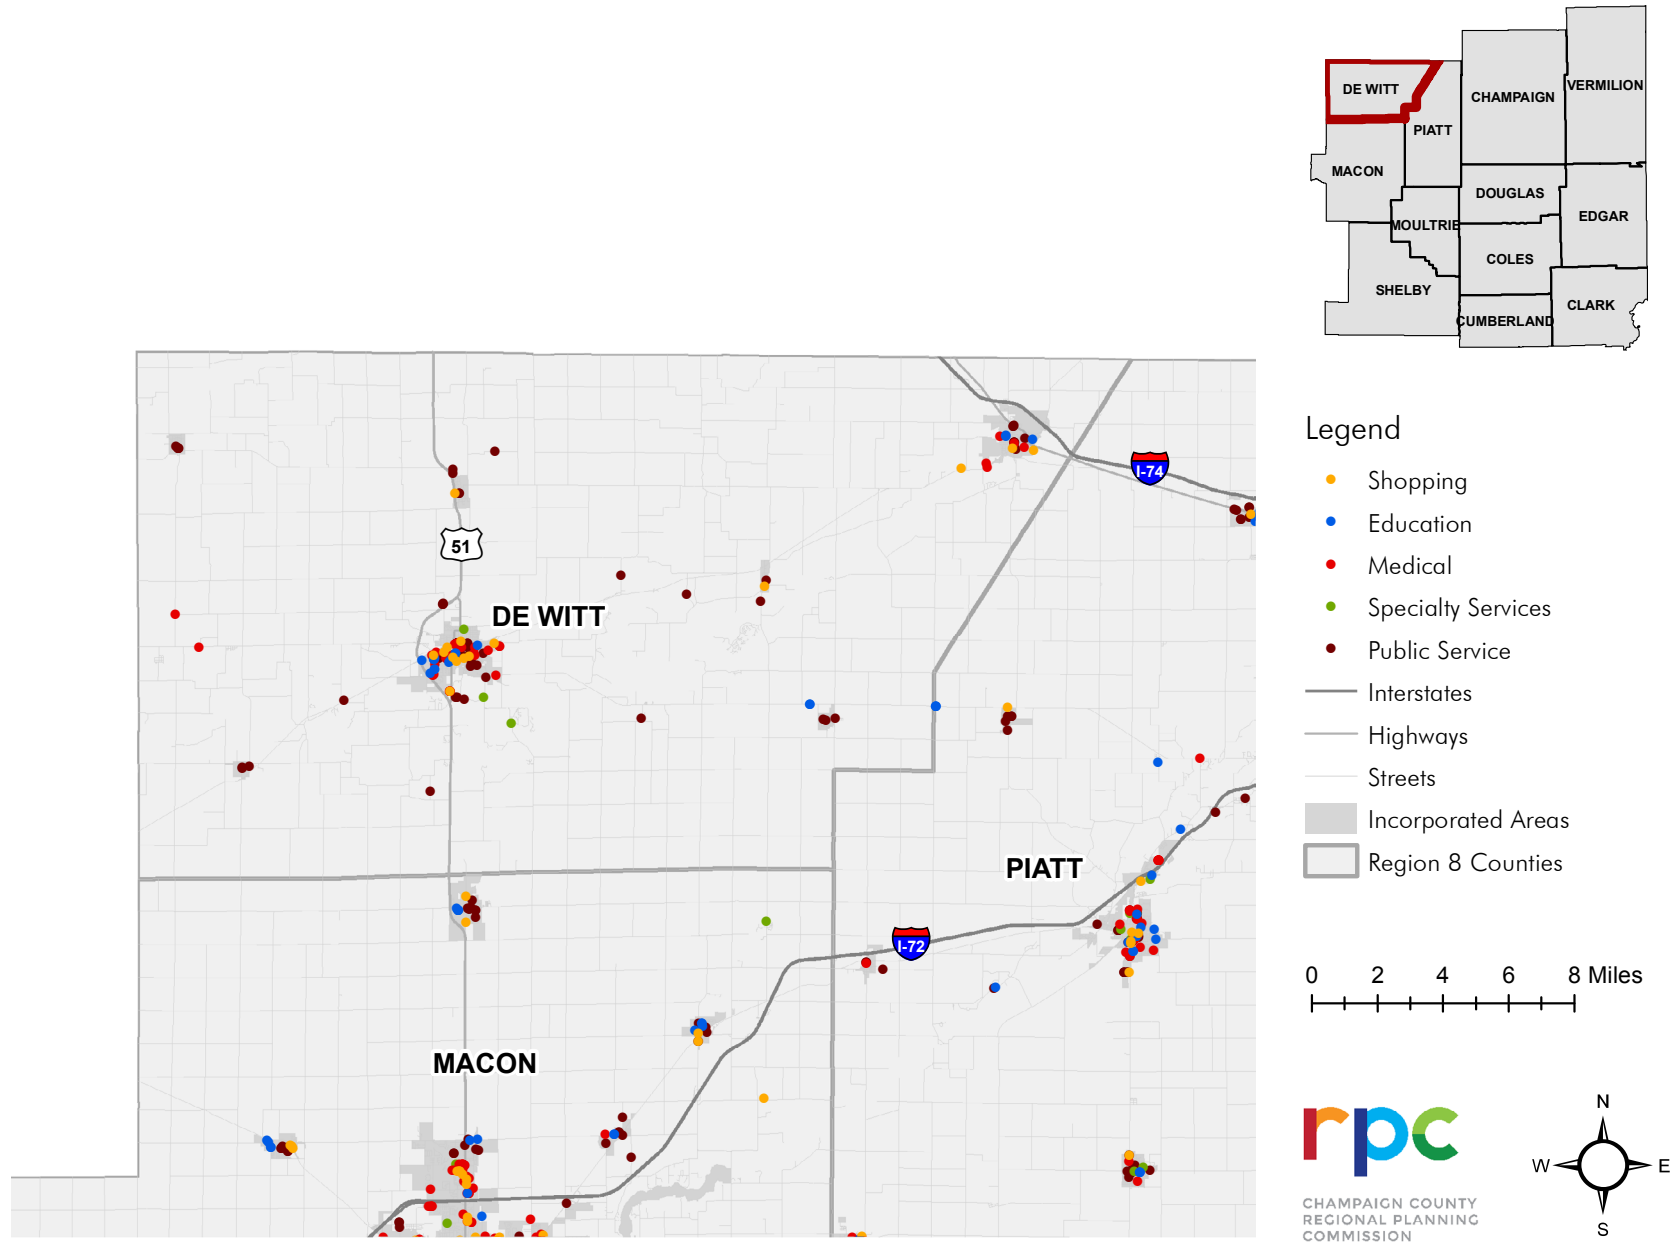 DE WITT
CHAMPAIGN
VERMILION
PIATT
MACON
DOUGLAS
MOULTRIE
EDGAR
COLES
SHELBY
CLARK
CUMBERLAND
I-74
51
DE WITT
PIATT
I-72
MACON
Legend
Shopping
Education
Medical
Specialty Services
Public Service
Interstates
Highways
Streets
Incorporated Areas
Region 8 Counties
0 2 4 6 8 Miles
rpc
CHAMPAIGN COUNTY
REGIONAL PLANNING
COMMISSION
N
W E
S